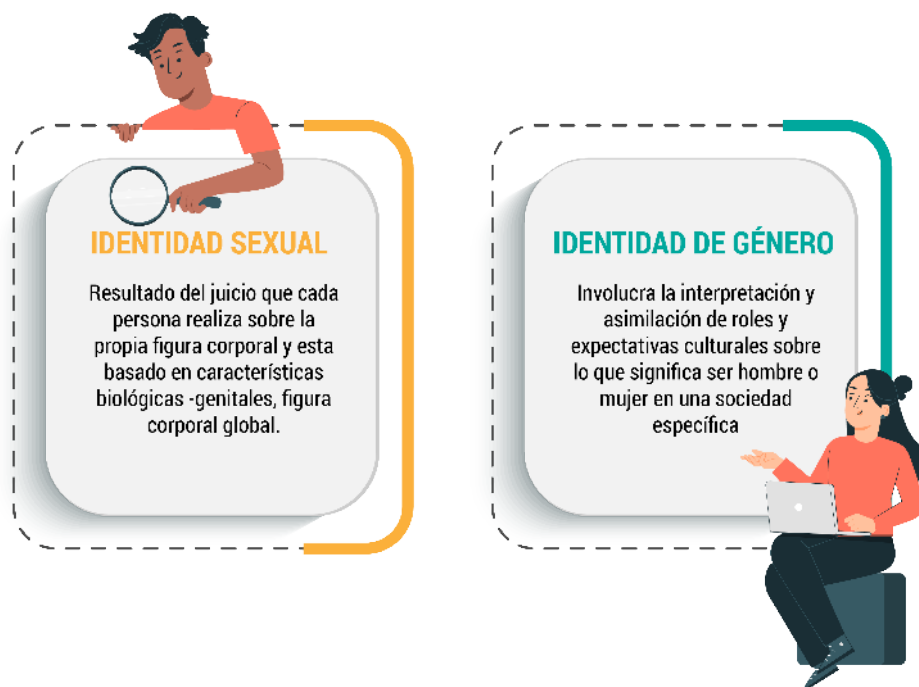 IDENTIDAD SEXUAL
Resultado del juicio que cada
persona realiza sobre la
propia figura corporal y esta
basado en características
biológicas -genitales, figura
corporal global.
IDENTIDAD DE GÉNERO
Involucra la interpretación y
asimilación de roles y
expectativas culturales sobre
lo que significa ser hombre o
mujer en una sociedad
específica